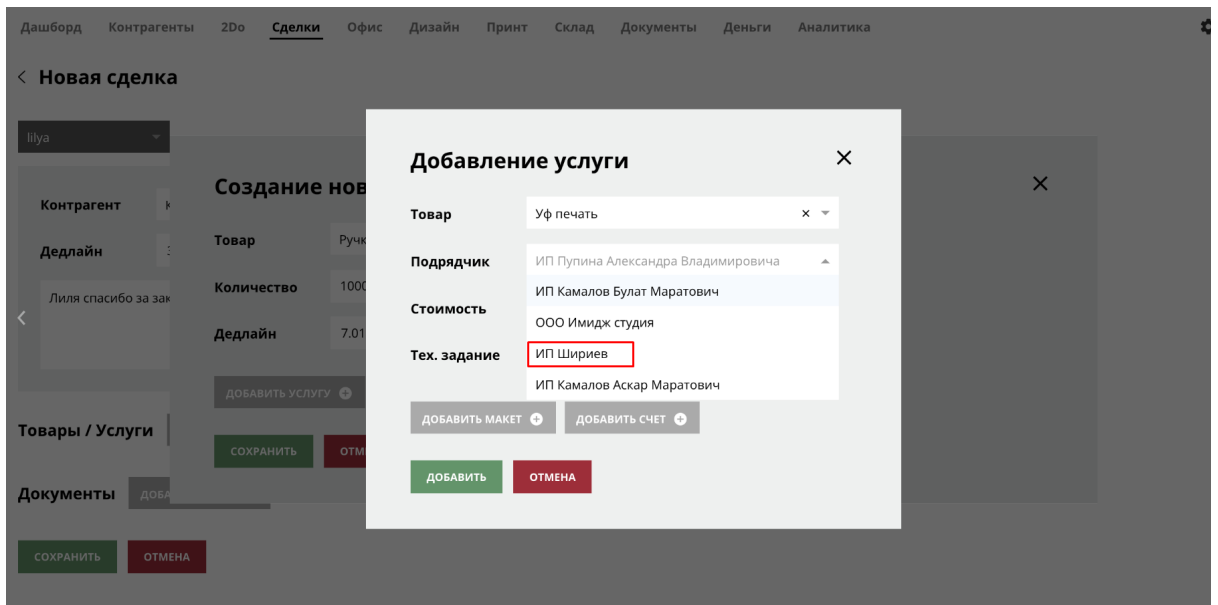 Дашборд Контрагенты 2Do Сделки Офис Дизайн Принт Склад Документы Деньги Аналитика
Новая сделка
lilya
Контрагент
Дедлайн
Лиля спасибо за зак
Товары / Услуги
Документы ДОБА
СОХРАНИТЬ ОТМЕНА
Создание нов
Товар Ручк
Количество 1000
Дедлайн 7.01
ДОБАВИТЬ УСЛУГУ
СОХРАНИТЬ ОТМ
Добавление услуги
Товар Уф печать
Подрядчик ИП Пупина Александра Владимировича
ИП Камалов Булат Маратович
Стоимость
ООО Имидж студия
Тех. задание ИП Шириев
ИП Камалов Аскар Маратович
ДОБАВИТЬ МАКЕТ ДОБАВИТЬ СЧЕТ
ДОБАВИТЬ ОТМЕНА